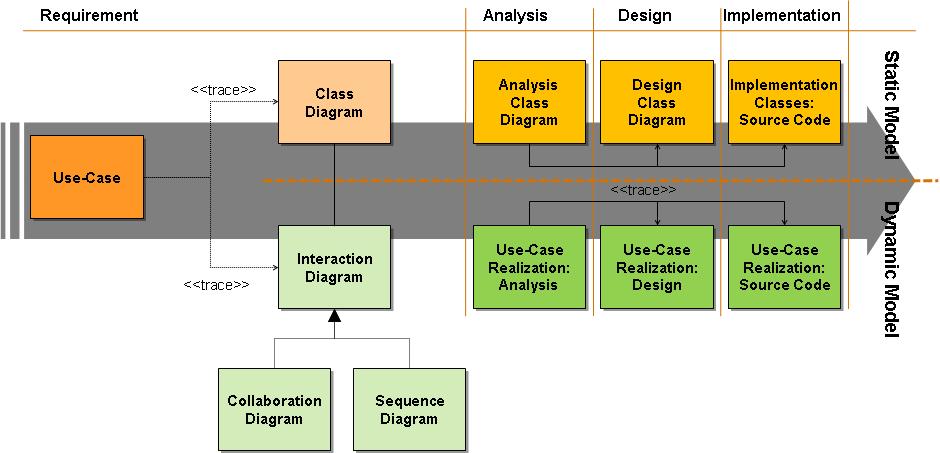 Requirement
Analysis
Design
Implementation
<<trace>>
Class
Diagram
Analysis
Class
Diagram
Design
Class
Diagram
Implementation
Classes:
Source Code
Static Model
Use-Case
<<trace>>
<<trace>>
Interaction
Diagram
Use-Case
Realization:
Analysis
Use-Case
Realization:
Design
Use-Case
Realization:
Source Code
Dynamic Model
Collaboration
Diagram
Sequence
Diagram